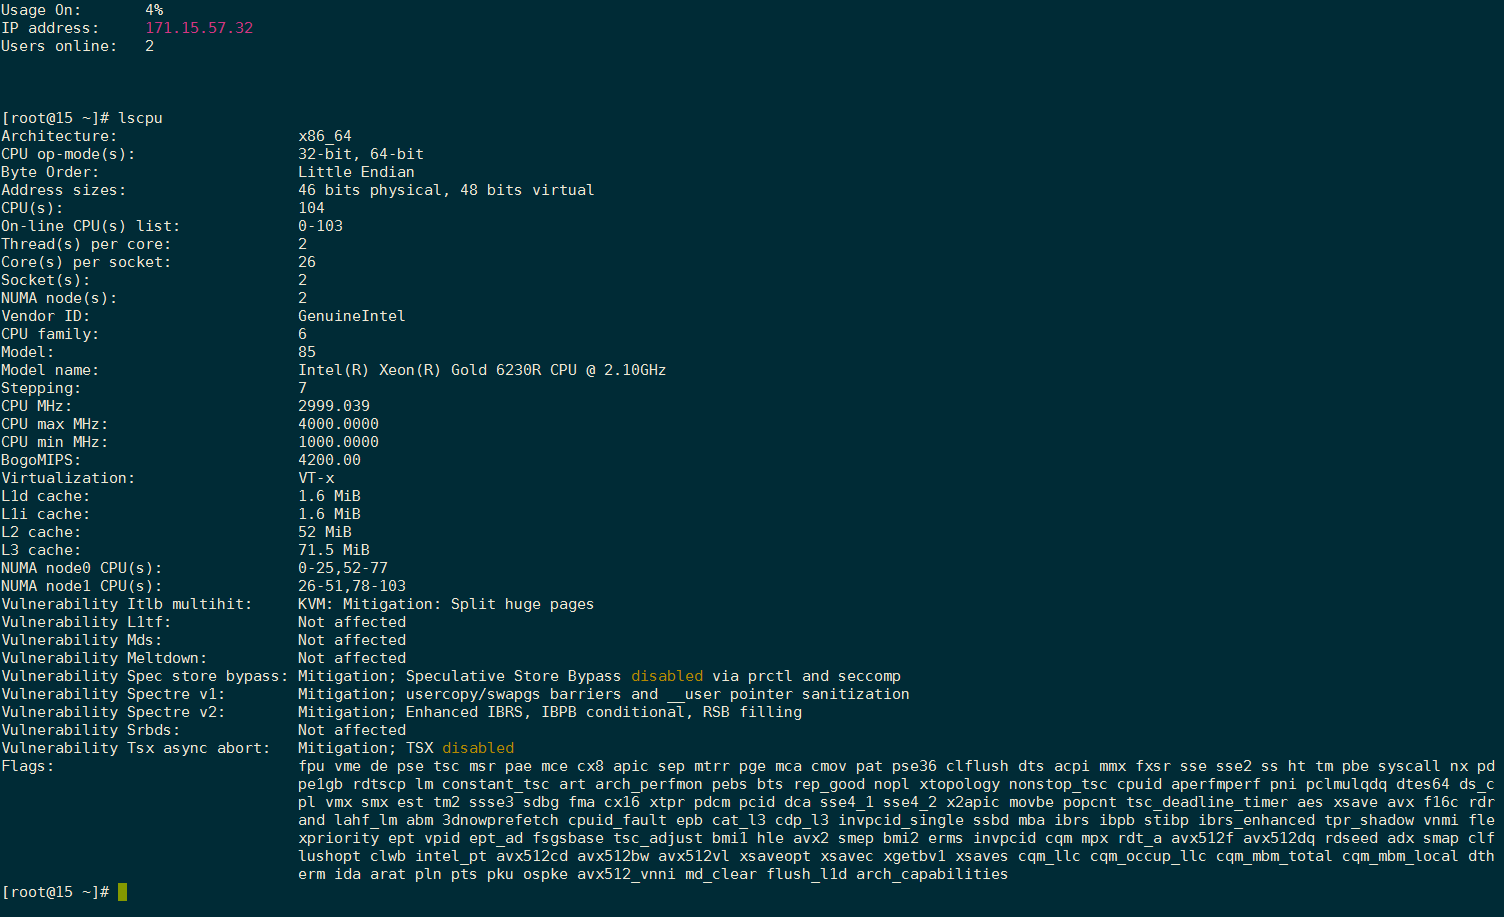 Usage On:       4%
IP address:     171.15.57.32
Users online:   2
[root@15 ~]# lscpu
Architecture:                    x86_64
CPU op-mode(s):                  32-bit, 64-bit
Byte Order:                      Little Endian
Address sizes:                   46 bits physical, 48 bits virtual
CPU(s):                          104
On-line CPU(s) list:             0-103
Thread(s) per core:              2
Core(s) per socket:              26
Socket(s):                       2
NUMA node(s):                    2
Vendor ID:                       GenuineIntel
CPU family:                      6
Model:                           85
Model name:                      Intel(R) Xeon(R) Gold 6230R CPU @ 2.10GHz
Stepping:                        7
CPU MHz:                         2999.039
CPU max MHz:                     4000.0000
CPU min MHz:                     1000.0000
BogoMIPS:                        4200.00
Virtualization:                  VT-x
L1d cache:                       1.6 MiB
L1i cache:                       1.6 MiB
L2 cache:                        52 MiB
L3 cache:                        71.5 MiB
NUMA node0 CPU(s):               0-25,52-77
NUMA node1 CPU(s):               26-51,78-103
Vulnerability Itlb multihit:     KVM: Mitigation: Split huge pages
Vulnerability L1tf:              Not affected
Vulnerability Mds:               Not affected
Vulnerability Meltdown:          Not affected
Vulnerability Spec store bypass: Mitigation; Speculative Store Bypass disabled via prctl and seccomp
Vulnerability Spectre v1:        Mitigation; usercopy/swapgs barriers and __user pointer sanitization
Vulnerability Spectre v2:        Mitigation; Enhanced IBRS, IBPB conditional, RSB filling
Vulnerability Srbds:             Not affected
Vulnerability Tsx async abort:   Mitigation; TSX disabled
Flags:                           fpu vme de pse tsc msr pae mce cx8 apic sep mtrr pge mca cmov pat pse36 clflush dts acpi mmx fxsr sse sse2 ss ht tm pbe syscall nx pd
                                 pe1gb rdtscp lm constant_tsc art arch_perfmon pebs bts rep_good nopl xtopology nonstop_tsc cpuid aperfmperf pni pclmulqdq dtes64 ds_c
                                 pl vmx smx est tm2 ssse3 sdbg fma cx16 xtpr pdcm pcid dca sse4_1 sse4_2 x2apic movbe popcnt tsc_deadline_timer aes xsave avx f16c rdr
                                 and lahf_lm abm 3dnowprefetch cpuid_fault epb cat_l3 cdp_l3 invpcid_single ssbd mba ibrs ibpb stibp ibrs_enhanced tpr_shadow vnmi fle
                                 xpriority ept vpid ept_ad fsgsbase tsc_adjust bmi1 hle avx2 smep bmi2 erms invpcid cqm mpx rdt_a avx512f avx512dq rdseed adx smap clf
                                 lushopt clwb intel_pt avx512cd avx512bw avx512vl xsaveopt xsavec xgetbv1 xsaves cqm_llc cqm_occup_llc cqm_mbm_total cqm_mbm_local dth
                                 erm ida arat pln pts pku ospke avx512_vnni md_clear flush_l1d arch_capabilities
[root@15 ~]#